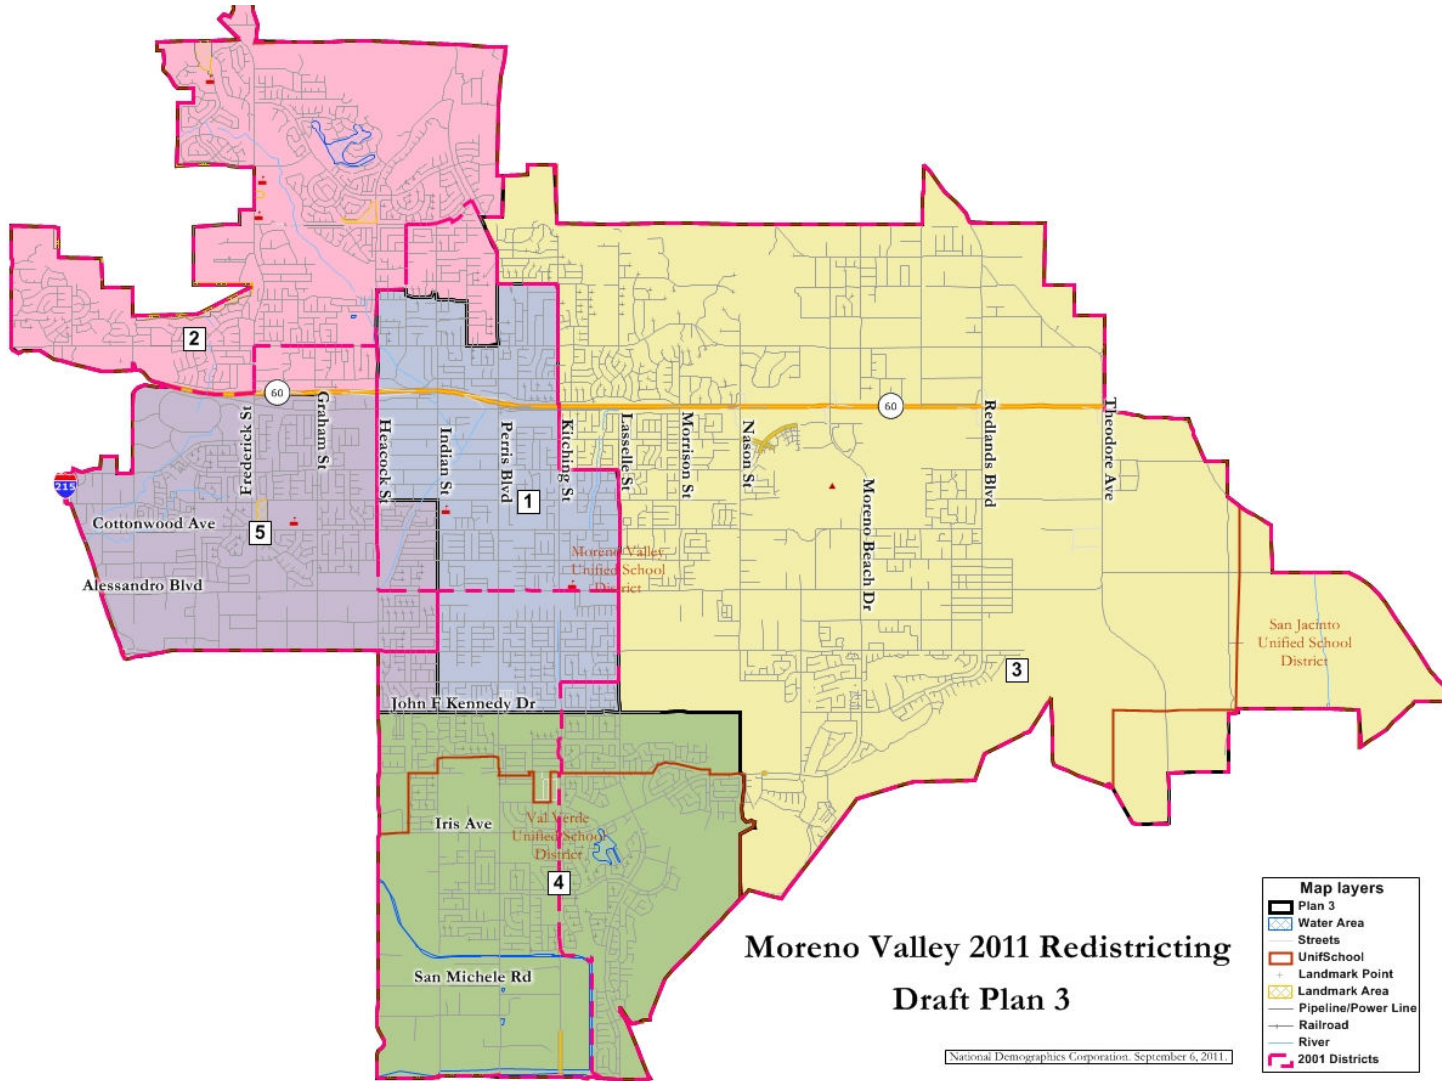 2
60
60
Frederick St
Graham St
Heacock St
Indian St
Perris Blvd
Kitching St
Lasselle St
Morrison St
Nason St
Moreno Beach Dr
Redlands Blvd
Theodore Ave
215
1
Cottonwood Ave
5
Moreno Valley
Unified School
District
Alessandro Blvd
San Jacinto
Unified School
District
3
John F Kennedy Dr
Iris Ave
Val Verde
Unified School
District
4
San Michele Rd
Moreno Valley 2011 Redistricting
Draft Plan 3
National Demographics Corporation. September 6, 2011.
Map layers
Plan 3
Water Area
Streets
UnifSchool
Landmark Point
Landmark Area
Pipeline/Power Line
Railroad
River
2001 Districts